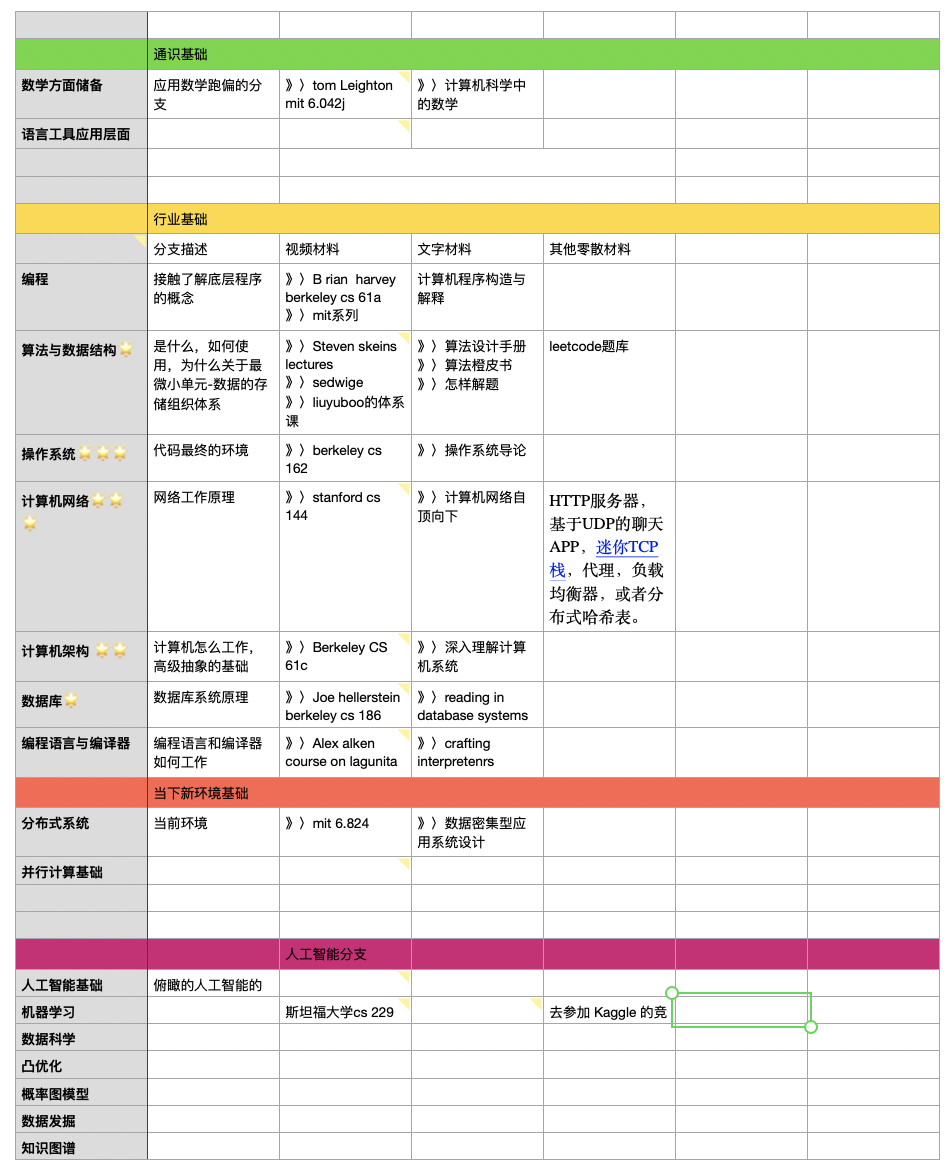 通识基础
数学方面储备
应用数学跑偏的分
支
》〉tom Leighton
mit 6.042j
》〉计算机科学中
的数学
语言工具应用层面
行业基础
分支描述
视频材料
文字材料
其他零散材料
编程
接触了解底层程序
的概念
》〉B rian harvey
berkeley cs 61a
》〉mit系列
计算机程序构造与
解释
算法与数据结构🌟
是什么，如何使
用，为什么关于最
微小单元-数据的存
储组织体系
》〉Steven skeins
lectures
》〉sedwige
》〉liuyuboo的体系
课
》〉算法设计手册
》〉算法橙皮书
》〉怎样解题
leetcode题库
操作系统🌟🌟🌟
代码最终的环境
》〉berkeley cs
162
》〉操作系统导论
计算机网络🌟🌟
🌟
网络工作原理
》〉stanford cs
144
》〉计算机网络自
顶向下
HTTP服务器，
基于UDP的聊天
APP，迷你TCP
栈，代理，负载
均衡器，或者分
布式哈希表。
计算机架构 🌟🌟
计算机怎么工作，
高级抽象的基础
》〉Berkeley CS
61c
》〉深入理解计算
机系统
数据库🌟
数据库系统原理
》〉Joe hellerstein
berkeley cs 186
》〉reading in
database systems
编程语言与编译器
编程语言和编译器
如何工作
》〉Alex alken
course on lagunita
》〉crafting
interpretenrs
当下新环境基础
分布式系统
当前环境
》〉mit 6.824
》〉数据密集型应
用系统设计
并行计算基础
人工智能分支
人工智能基础
俯瞰的人工智能的
机器学习
斯坦福大学cs 229
去参加 Kaggle 的竞
数据科学
凸优化
概率图模型
数据发掘
知识图谱